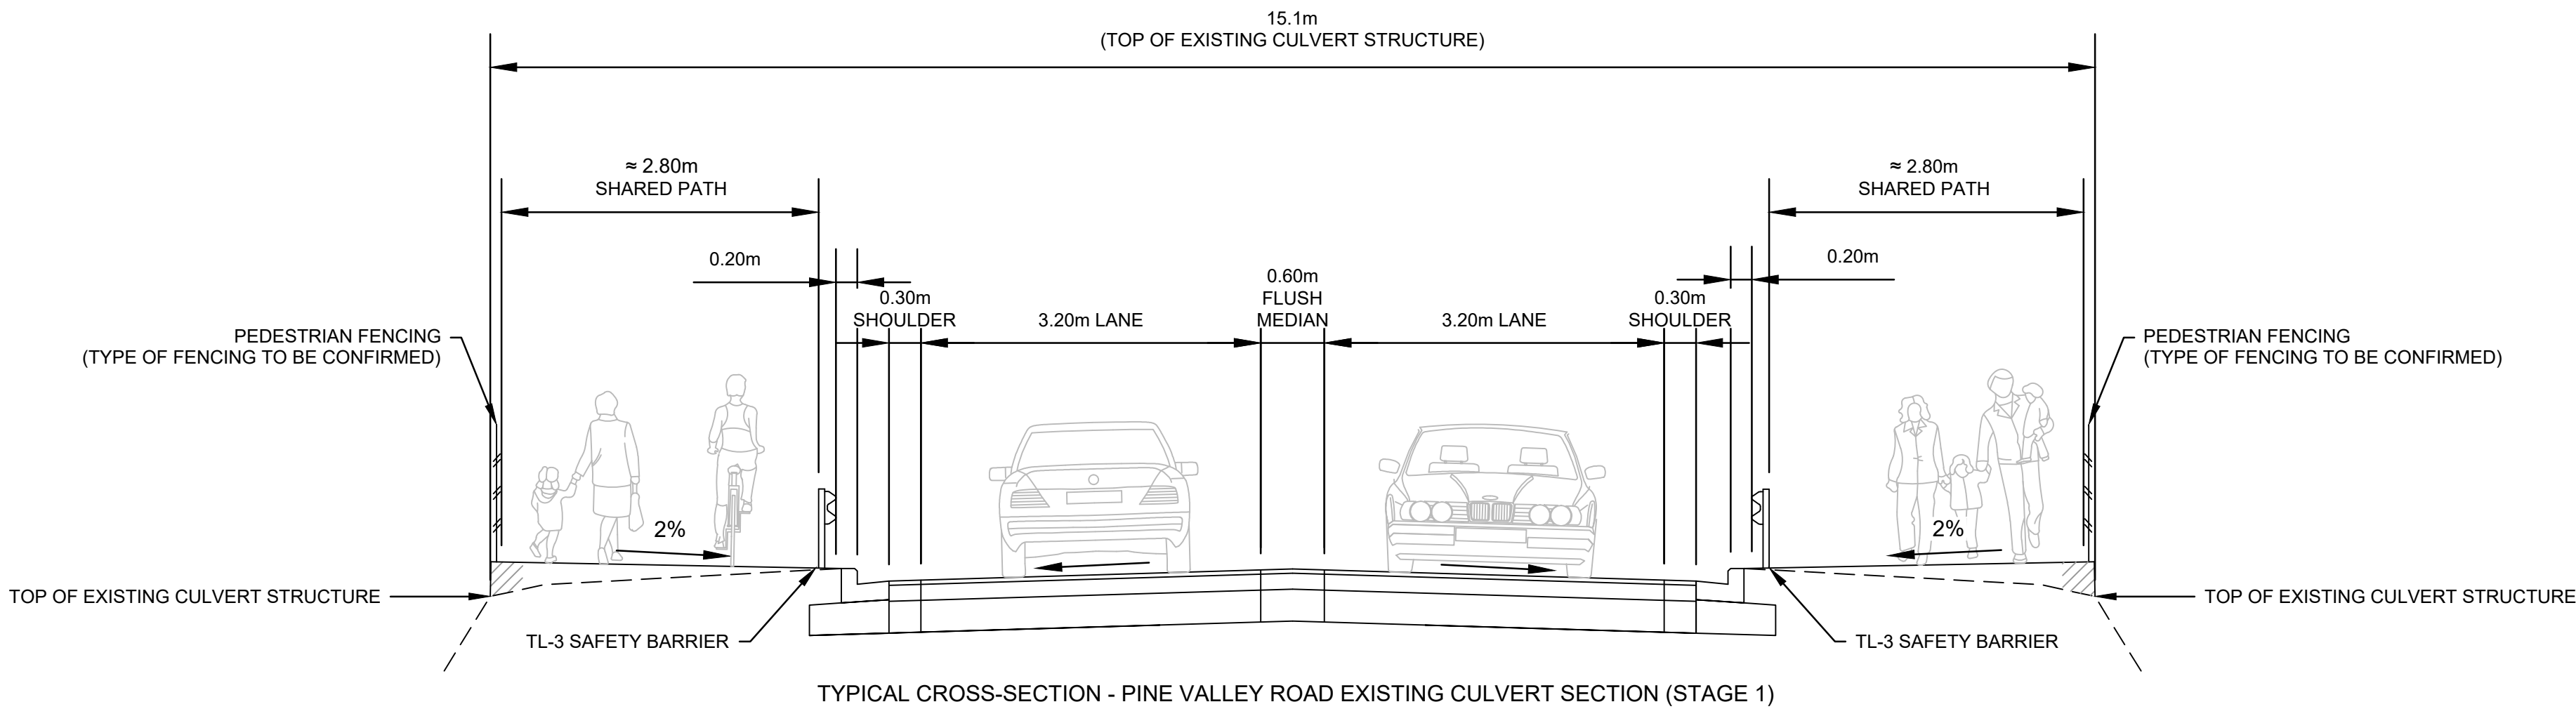 15.1m
(TOP OF EXISTING CULVERT STRUCTURE)
≈ 2.80m
SHARED PATH
≈ 2.80m
SHARED PATH
0.20m
0.20m
0.30m
SHOULDER
3.20m LANE
0.60m
FLUSH
MEDIAN
3.20m LANE
0.30m
SHOULDER
PEDESTRIAN FENCING
(TYPE OF FENCING TO BE CONFIRMED)
PEDESTRIAN FENCING
(TYPE OF FENCING TO BE CONFIRMED)
2%
2%
TOP OF EXISTING CULVERT STRUCTURE
TOP OF EXISTING CULVERT STRUCTURE
TL-3 SAFETY BARRIER
TL-3 SAFETY BARRIER
TYPICAL CROSS-SECTION - PINE VALLEY ROAD EXISTING CULVERT SECTION (STAGE 1)